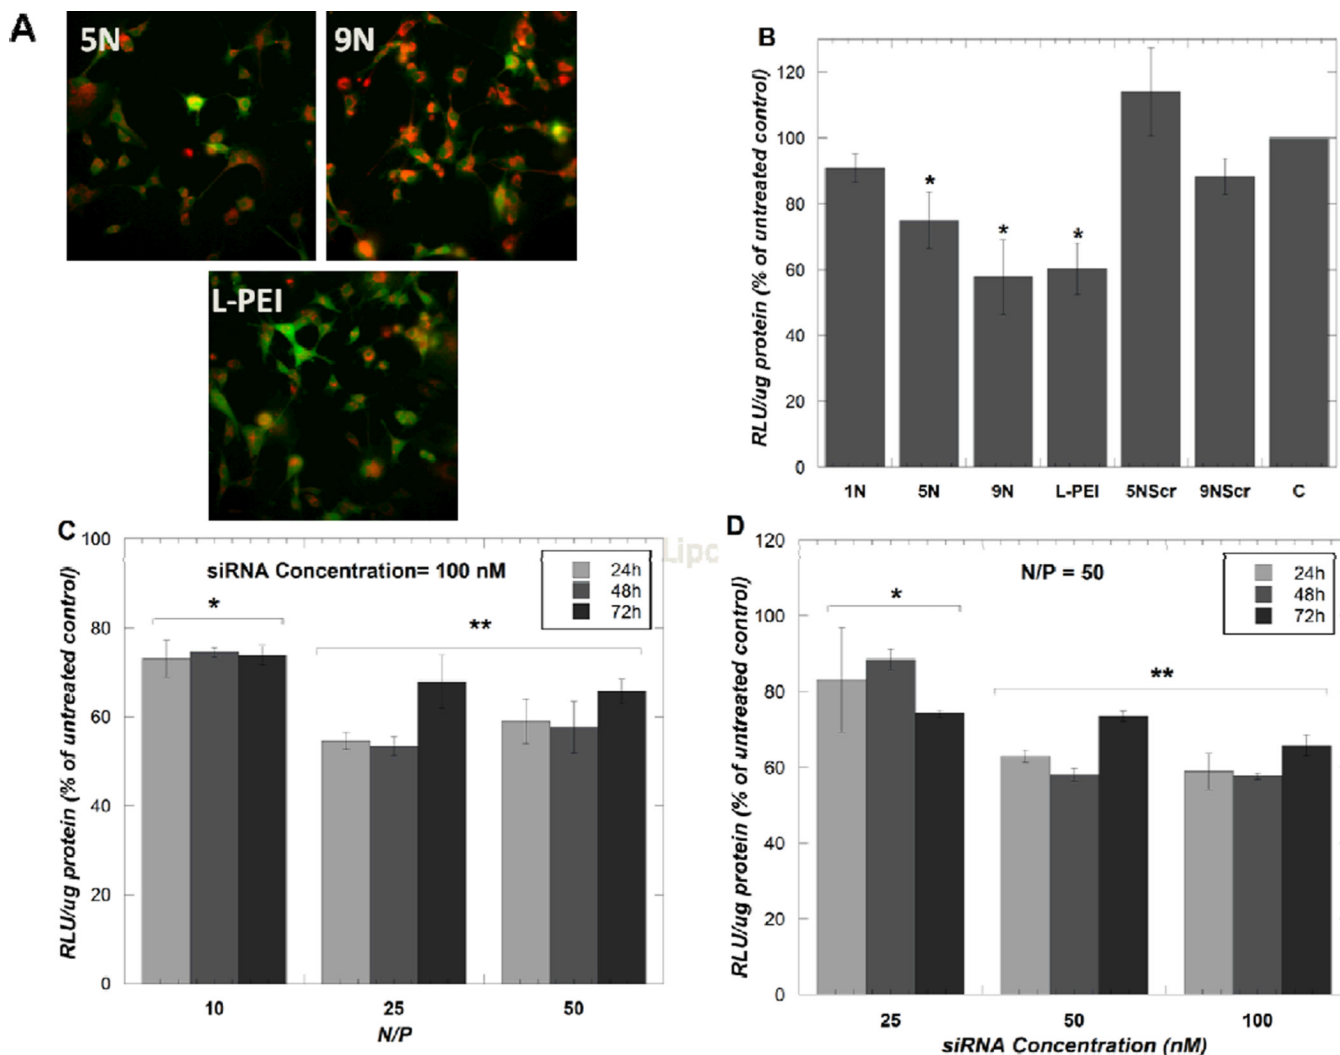 A
5N
9N
L-PEI
B
RLU/ug protein (% of untreated control)
120
100
80
60
40
20
0
*
*
*
1N 5N 9N L-PEI 5NScr 9NScr C
C
RLU/ug protein (% of untreated control)
100
80
60
40
20
0
siRNA Concentration= 100 nM
24h
48h
72h
*
**
10 25 50
N/P
Lipc
D
RLU/ug protein (% of untreated control)
120
100
80
60
40
20
0
N/P = 50
24h
48h
72h
*
**
25 50 100
siRNA Concentration (nM)